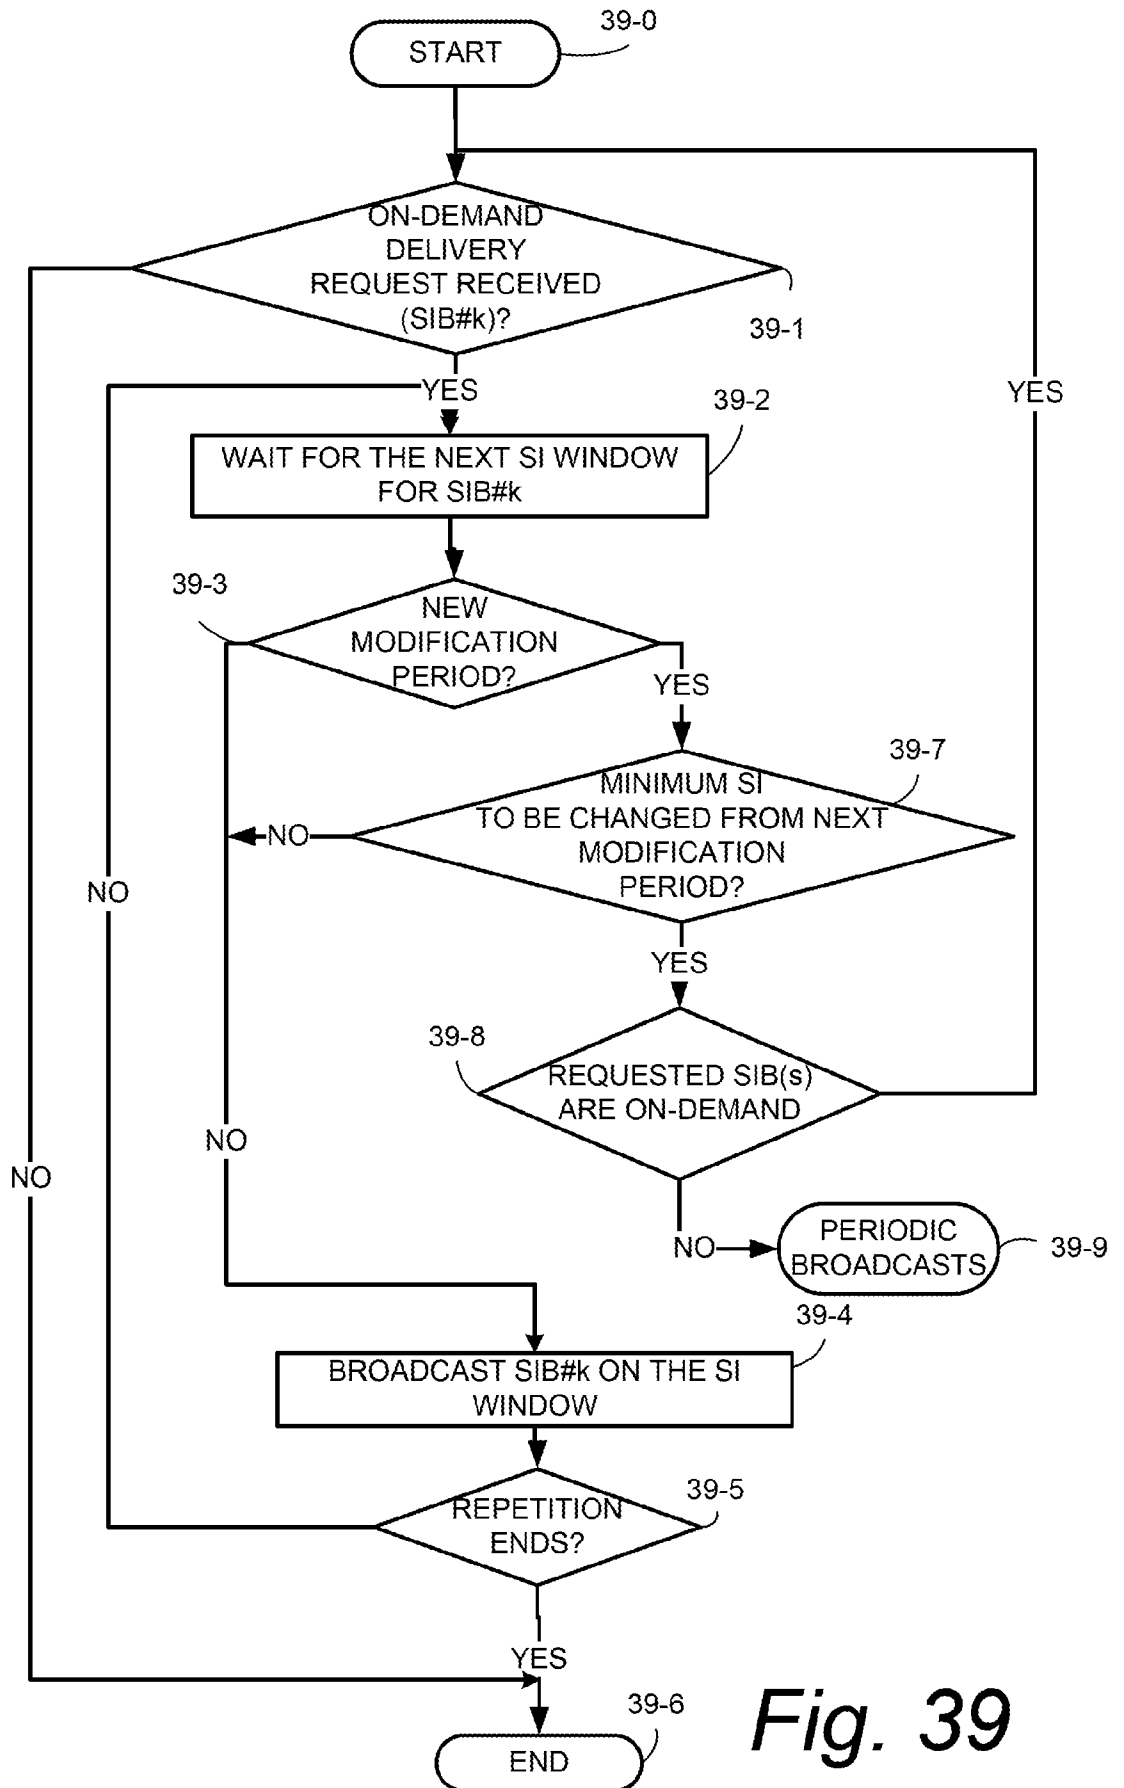 39-0
START
ON-DEMAND
DELIVERY
REQUEST RECEIVED
(SIB#k)?
39-1
YES
YES
39-2
WAIT FOR THE NEXT SI WINDOW
FOR SIB#k
39-3
NEW
MODIFICATION
PERIOD?
YES
39-7
MINIMUM SI
TO BE CHANGED FROM NEXT
MODIFICATION
PERIOD?
NO
NO
YES
39-8
REQUESTED SIB(s)
ARE ON-DEMAND
NO
NO
NO
PERIODIC
BROADCASTS
39-9
39-4
BROADCAST SIB#k ON THE SI
WINDOW
39-5
REPETITION
ENDS?
YES
39-6
END
Fig. 39